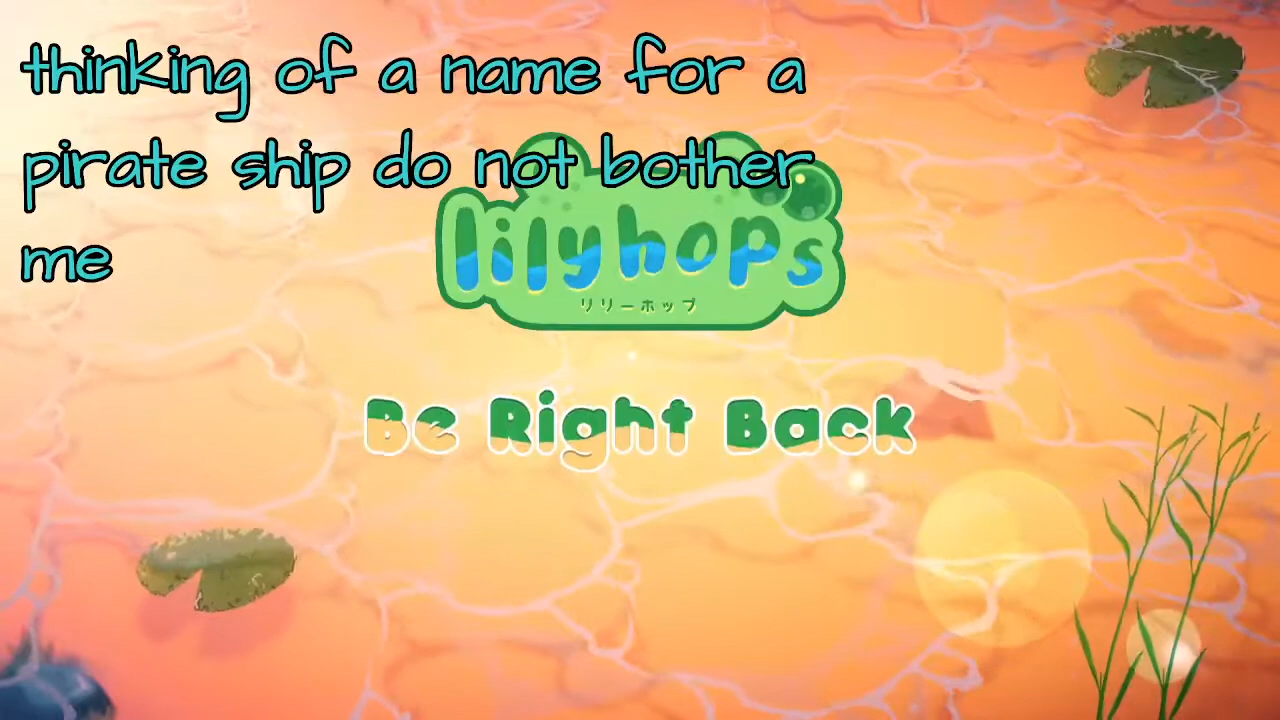 thinking of a name for a
pirate ship do not bother
me
lilyhops
リリーホップ
Be Right Back